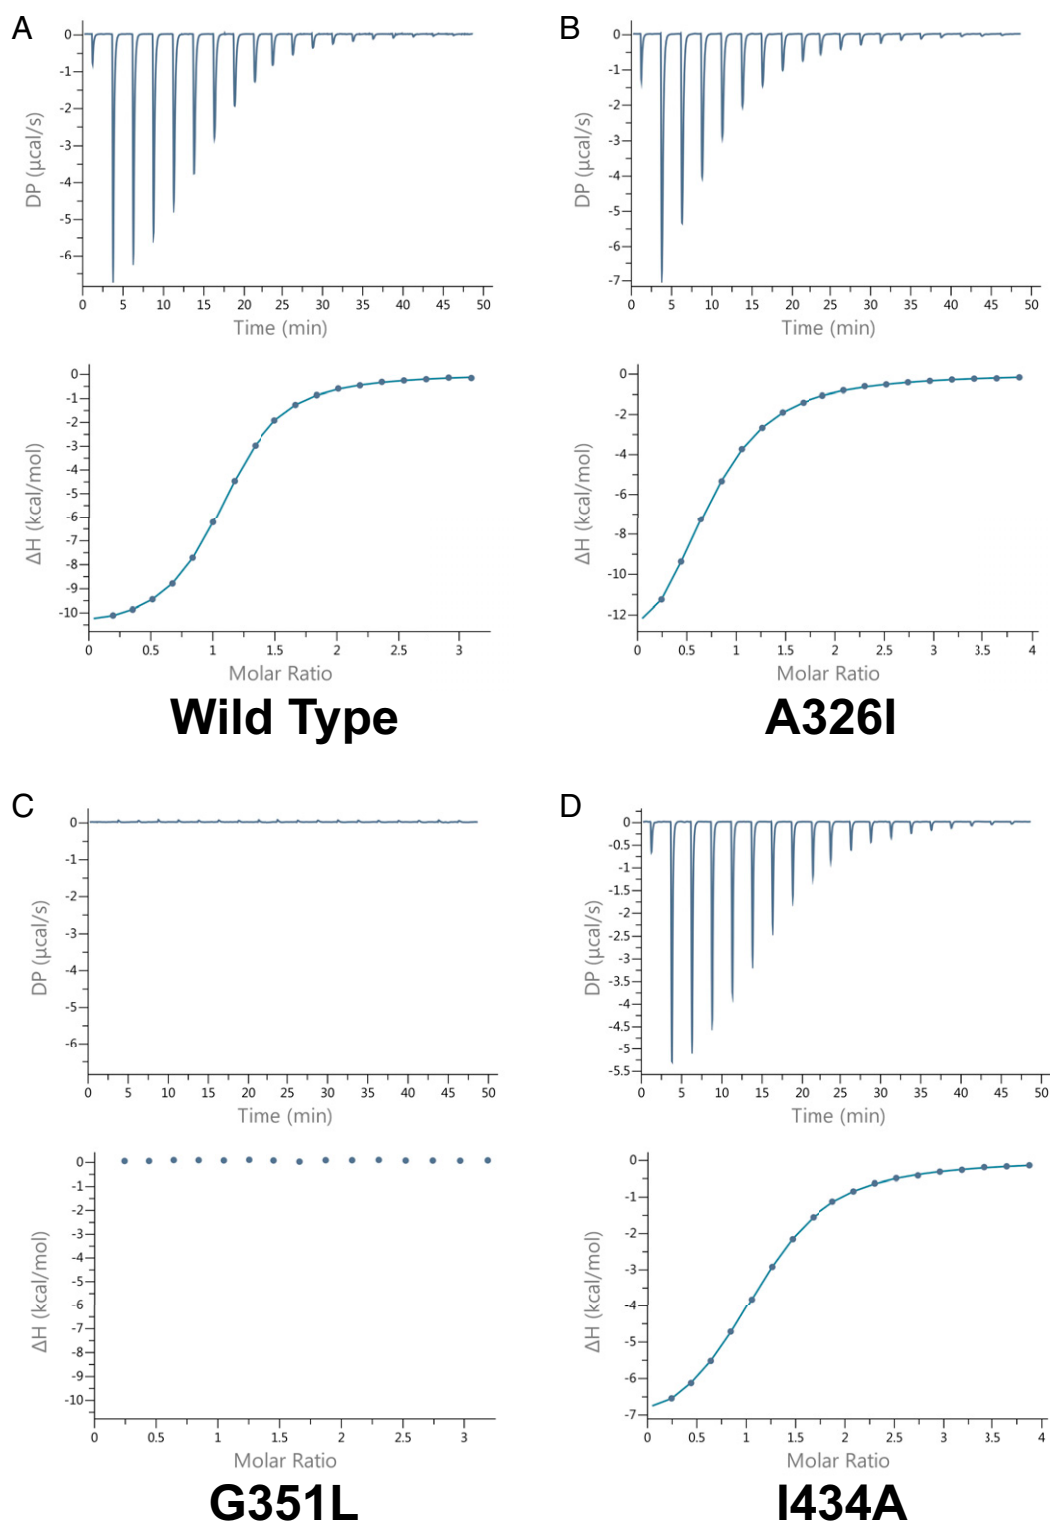 A
0
-1
-2
-3
-4
-5
-6
DP (µcal/s)
0 5 10 15 20 25 30 35 40 45 50
Time (min)
0
-1
-2
-3
-4
-5
-6
-7
-8
-9
-10
ΔH (kcal/mol)
0 0.5 1 1.5 2 2.5 3
Molar Ratio
Wild Type
B
0
-1
-2
-3
-4
-5
-6
-7
DP (µcal/s)
0 5 10 15 20 25 30 35 40 45 50
Time (min)
0
-2
-4
-6
-8
-10
-12
ΔH (kcal/mol)
0 0.5 1 1.5 2 2.5 3 3.5 4
Molar Ratio
A326I
C
0
-1
-2
-3
-4
-5
-6
DP (µcal/s)
0 5 10 15 20 25 30 35 40 45 50
Time (min)
0
-1
-2
-3
-4
-5
-6
-7
-8
-9
-10
ΔH (kcal/mol)
0 0.5 1 1.5 2 2.5 3
Molar Ratio
G351L
D
0
-0.5
-1
-1.5
-2
-2.5
-3
-3.5
-4
-4.5
-5
-5.5
DP (µcal/s)
0 5 10 15 20 25 30 35 40 45 50
Time (min)
0
-1
-2
-3
-4
-5
-6
-7
ΔH (kcal/mol)
0 0.5 1 1.5 2 2.5 3 3.5 4
Molar Ratio
I434A